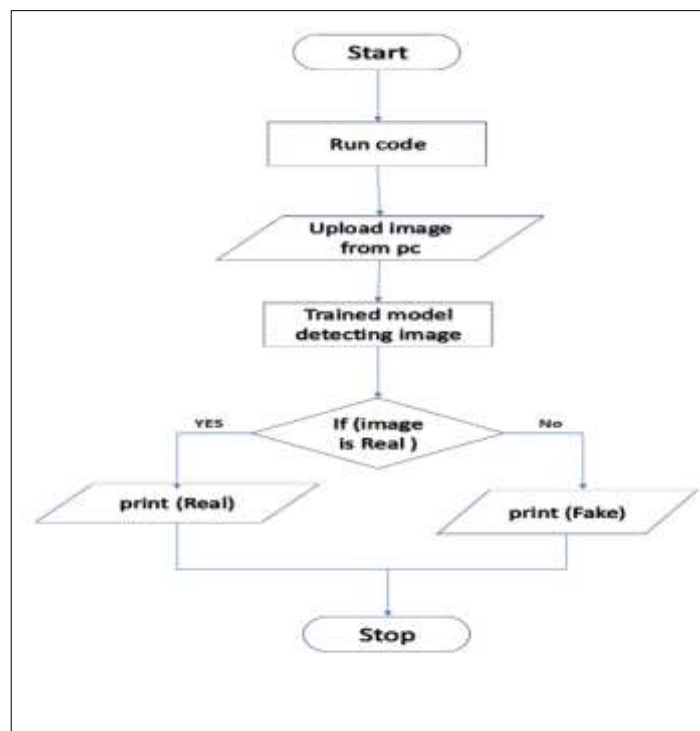 Start
Run code
Upload image
from pc
Trained model
detecting image
If (image
is Real )
YES
No
print (Real)
print (Fake)
Stop